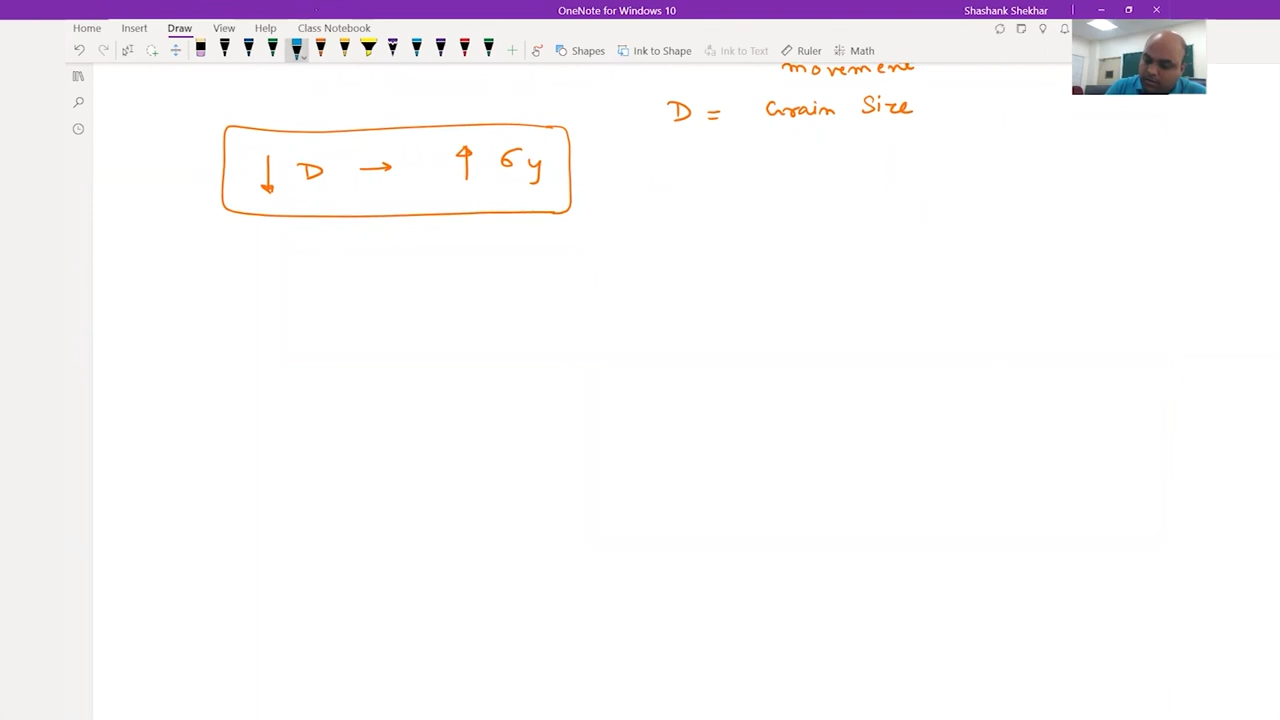 OneNote for Windows 10
Shashank Shekhar
Home Insert Draw View Help Class Notebook
Shapes Ink to Shape Ink to Text Ruler Math
movement
D = Grain Size
↓ D → ↑ σy